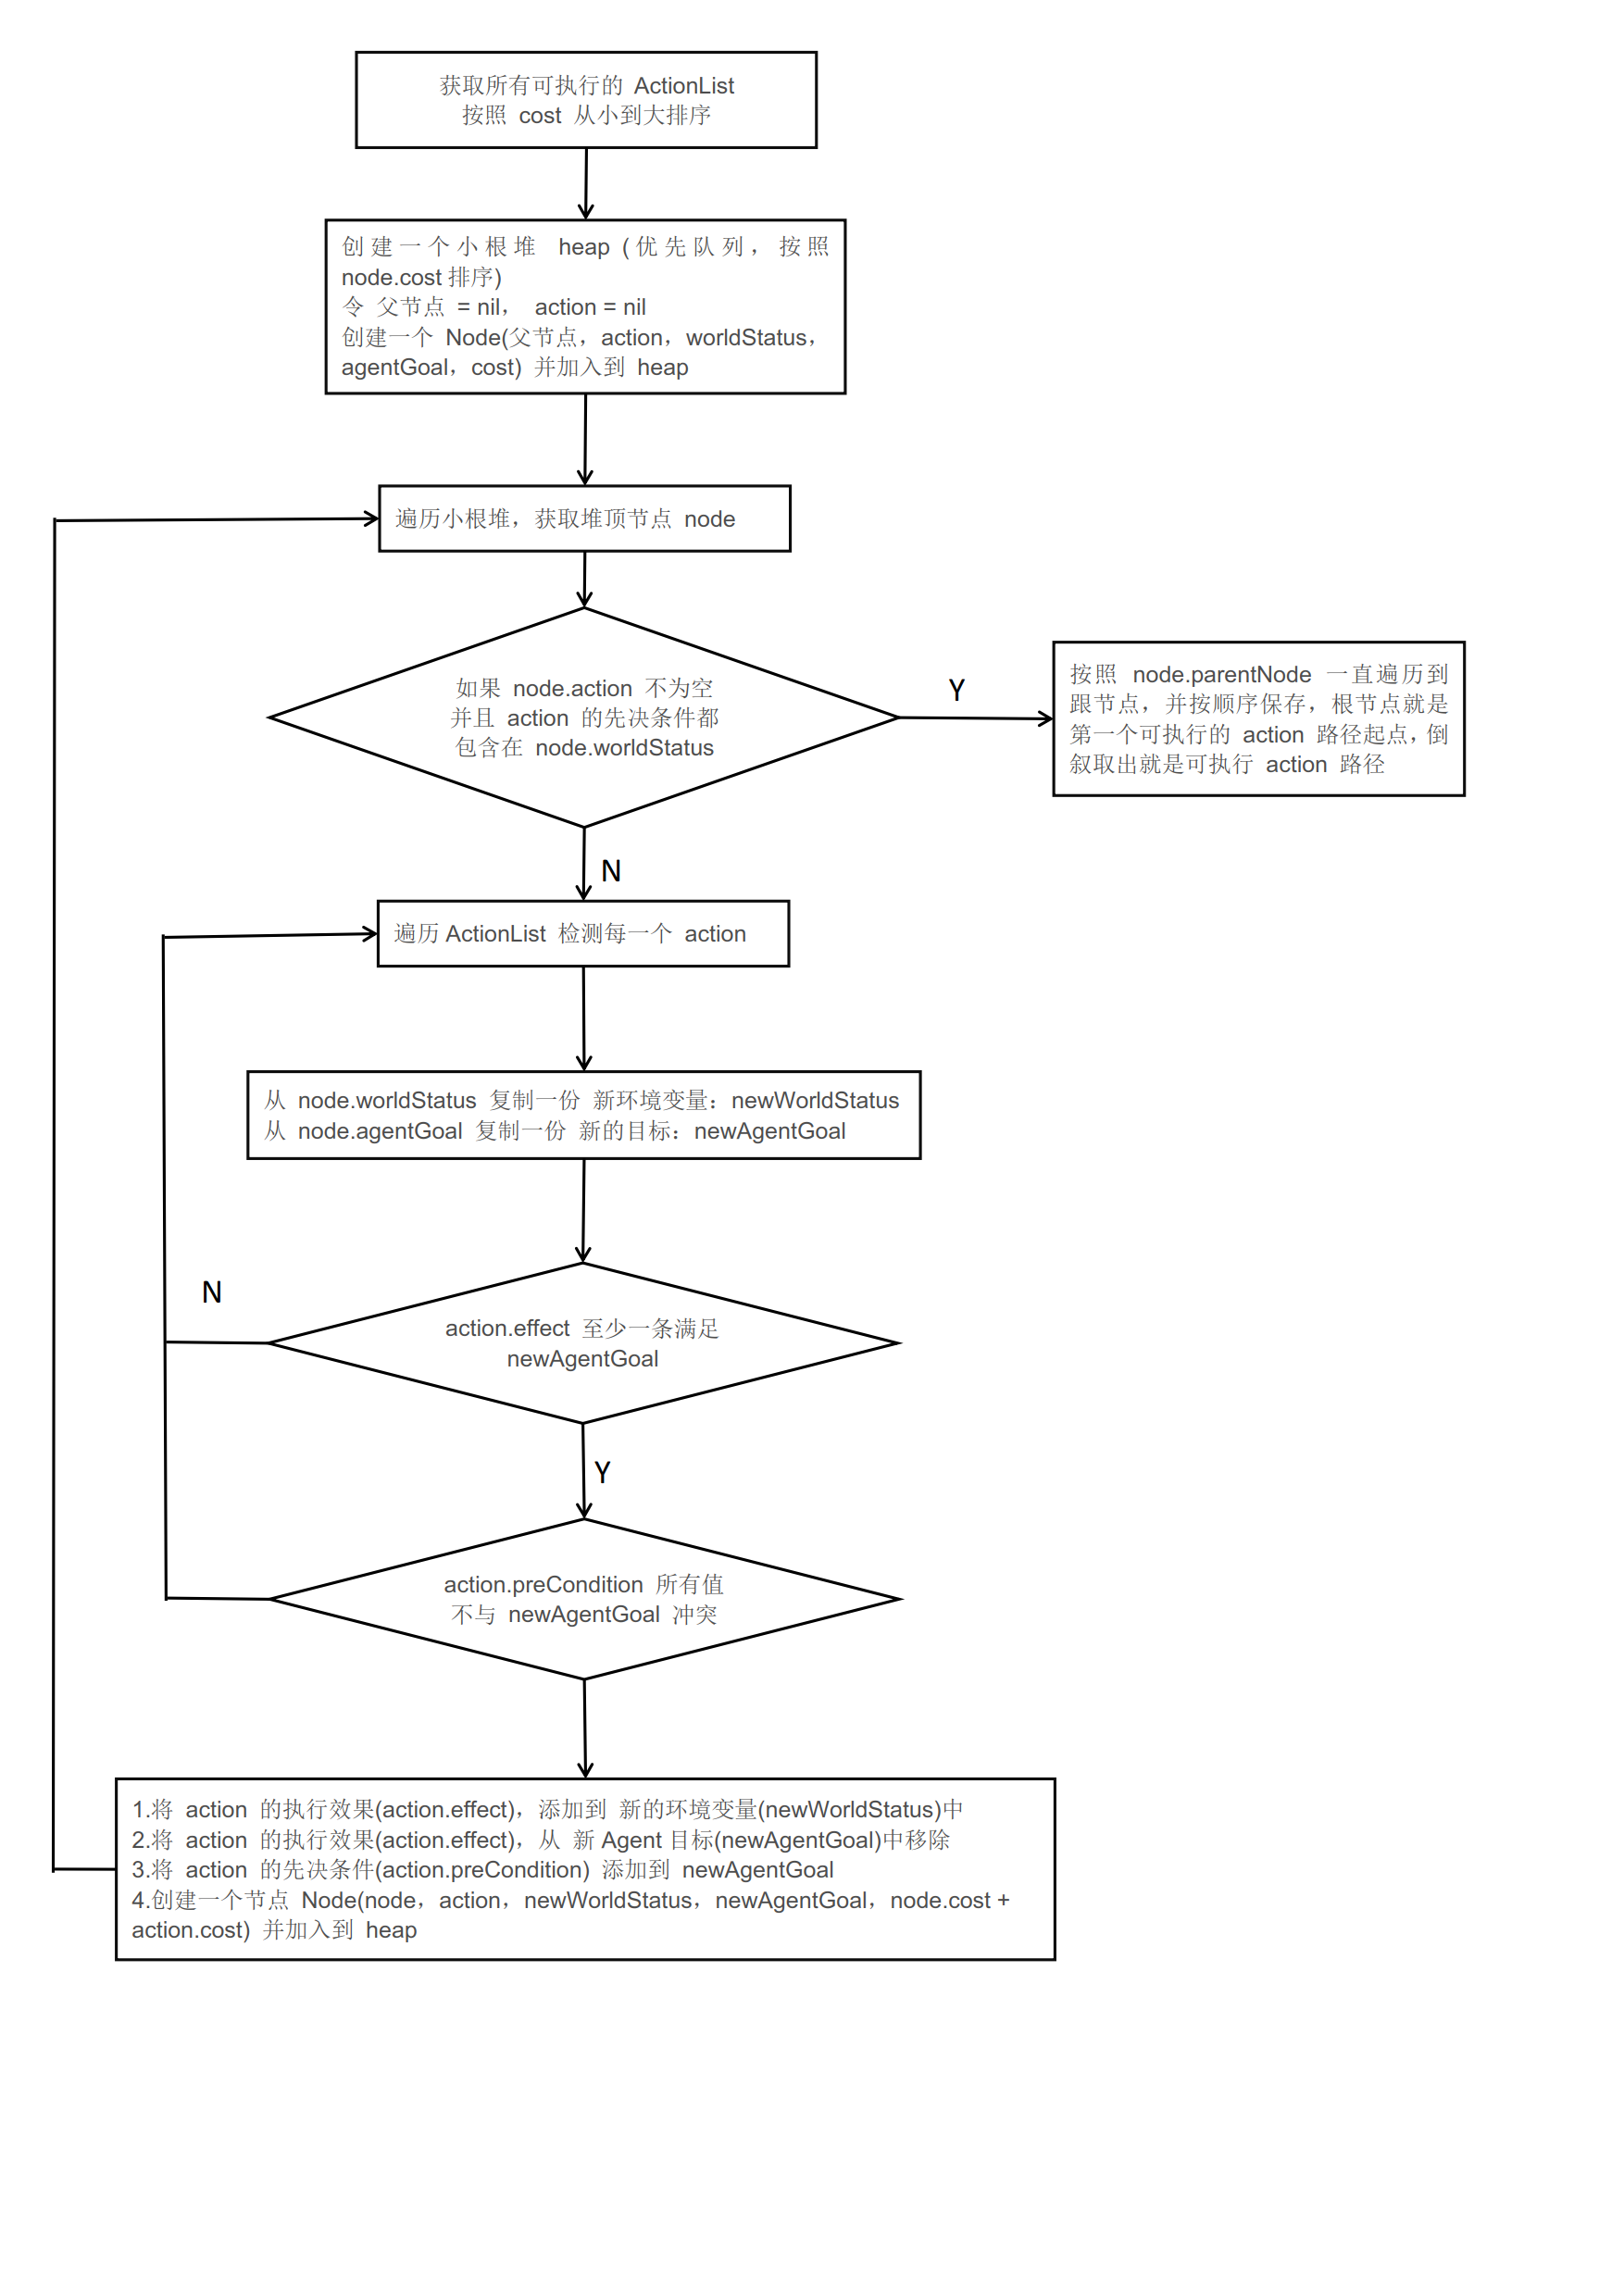 获取所有可执行的 ActionList
按照 cost 从小到大排序
创建一个小根堆 heap (优先队列，按照
node.cost 排序)
令 父节点 = nil， action = nil
创建一个 Node(父节点，action，worldStatus，
agentGoal，cost) 并加入到 heap
遍历小根堆，获取堆顶节点 node
如果 node.action 不为空
并且 action 的先决条件都
包含在 node.worldStatus
Y
按照 node.parentNode 一直遍历到
跟节点，并按顺序保存，根节点就是
第一个可执行的 action 路径起点，倒
叙取出就是可执行 action 路径
N
遍历 ActionList 检测每一个 action
从 node.worldStatus 复制一份 新环境变量：newWorldStatus
从 node.agentGoal 复制一份 新的目标：newAgentGoal
N
action.effect 至少一条满足
newAgentGoal
Y
action.preCondition 所有值
不与 newAgentGoal 冲突
1.将 action 的执行效果(action.effect)，添加到 新的环境变量(newWorldStatus)中
2.将 action 的执行效果(action.effect)，从 新 Agent 目标(newAgentGoal)中移除
3.将 action 的先决条件(action.preCondition) 添加到 newAgentGoal
4.创建一个节点 Node(node，action，newWorldStatus，newAgentGoal，node.cost +
action.cost) 并加入到 heap